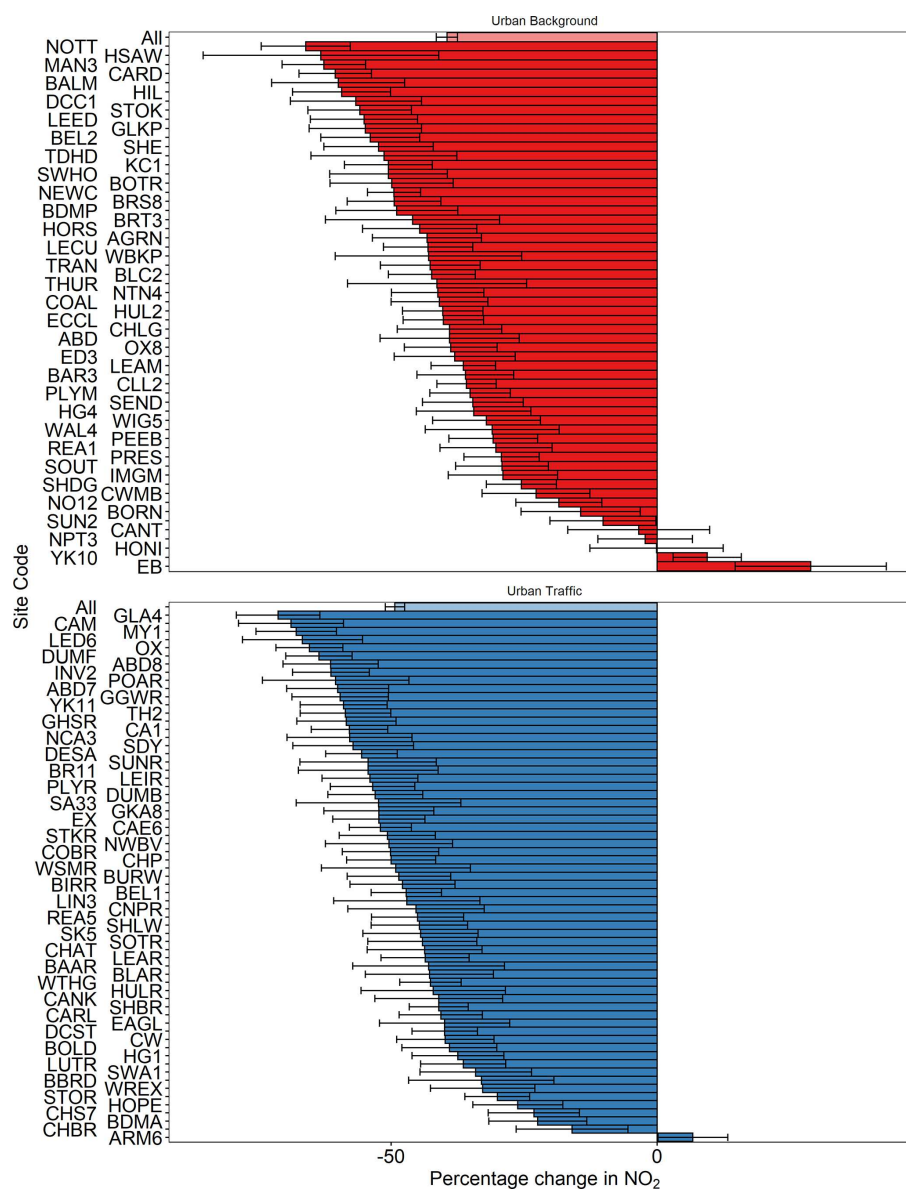 Urban Background
All
NOTT
HSAW
MAN3
CARD
BALM
HIL
DCC1
STOK
LEED
GLKP
BEL2
SHE
TDHD
KC1
SWHO
BOTR
NEWC
BRS8
BDMP
BRT3
HORS
AGRN
LECU
WBKP
TRAN
BLC2
THUR
NTN4
COAL
HUL2
ECCL
CHLG
ABD
OX8
ED3
LEAM
BAR3
CLL2
PLYM
SEND
HG4
WIG5
WAL4
PEEB
REA1
PRES
SOUT
IMGM
SHDG
CWMB
NO12
BORN
SUN2
CANT
NPT3
HONI
YK10
EB
Site Code
Urban Traffic
All
GLA4
CAM
MY1
LED6
OX
DUMF
ABD8
INV2
POAR
ABD7
GGWR
YK11
TH2
GHSR
CA1
NCA3
SDY
DESA
SUNR
BR11
LEIR
PLYR
DUMB
SA33
GKA8
EX
CAE6
STKR
NWBV
COBR
CHP
WSMR
BURW
BIRR
BEL1
LIN3
CNPR
REA5
SHLW
SK5
SOTR
CHAT
LEAR
BAAR
BLAR
WTHG
HULR
CANK
SHBR
CARL
EAGL
DCST
CW
BOLD
HG1
LUTR
SWA1
BBRD
WREX
STOR
HOPE
CHS7
BDMA
CHBR
ARM6
-50 0
Percentage change in NO₂